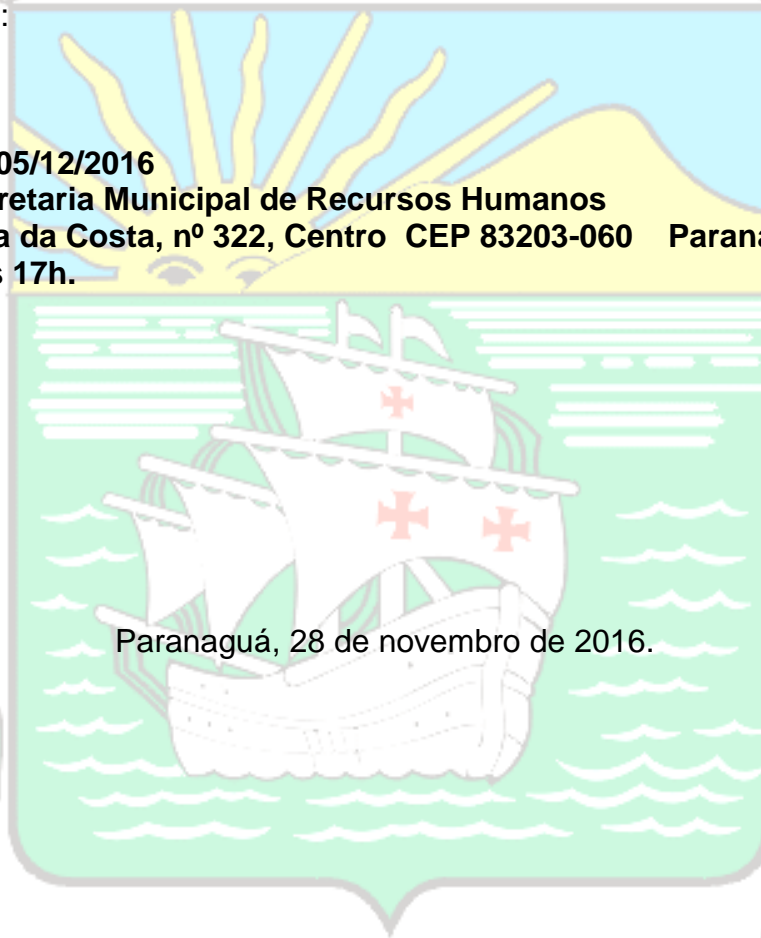 :
05/12/2016
retaria Municipal de Recursos Humanos
a da Costa, nº 322, Centro CEP 83203-060 Paran
s 17h.
Paranaguá, 28 de novembro de 2016.